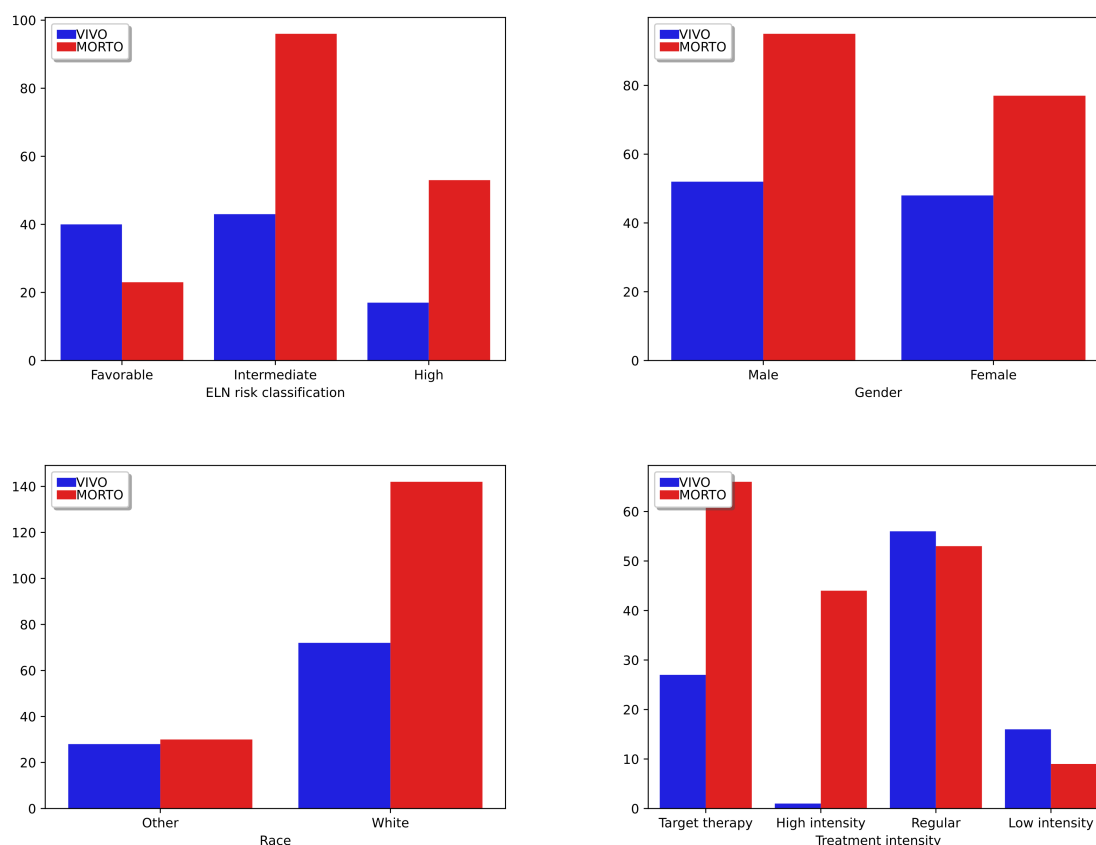 VIVO
MORTO
100
80
60
40
20
0
Favorable Intermediate High
ELN risk classification
VIVO
MORTO
80
60
40
20
0
Male Female
Gender
VIVO
MORTO
140
120
100
80
60
40
20
0
Other White
Race
VIVO
MORTO
60
50
40
30
20
10
0
Target therapy High intensity Regular Low intensity
Treatment intensity